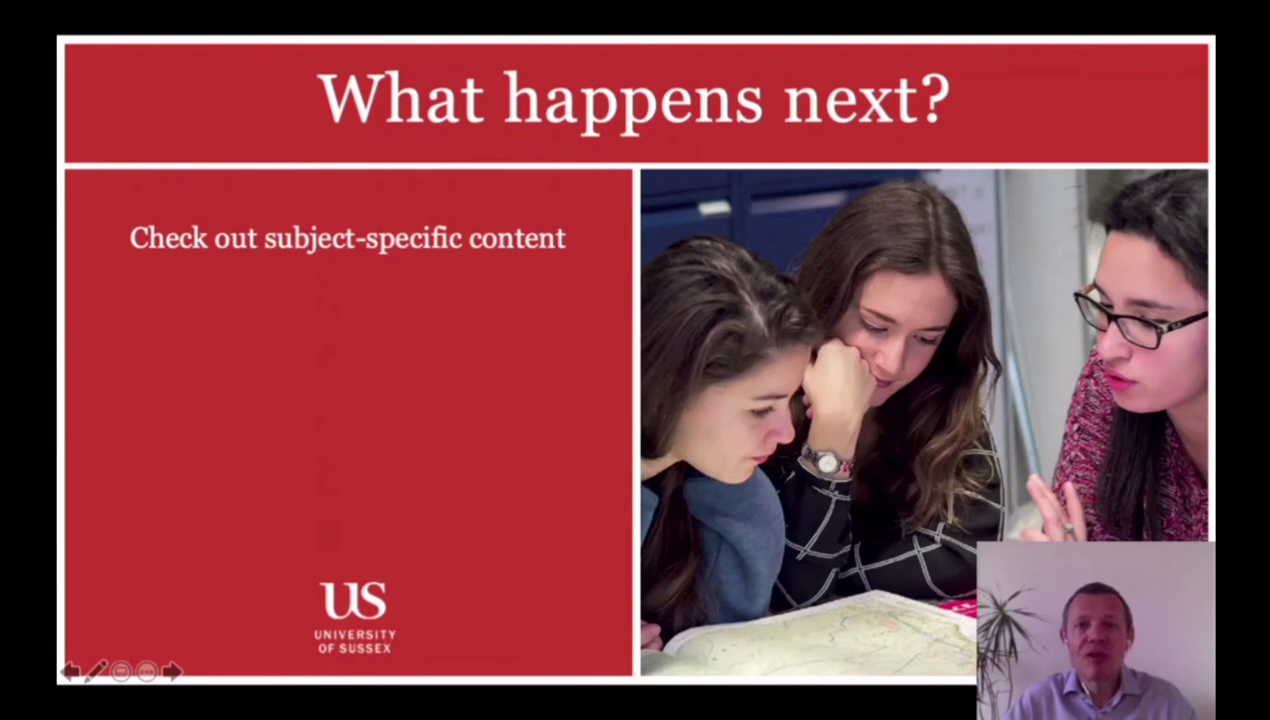 What happens next?
Check out subject-specific content
US
UNIVERSITY
OF SUSSEX